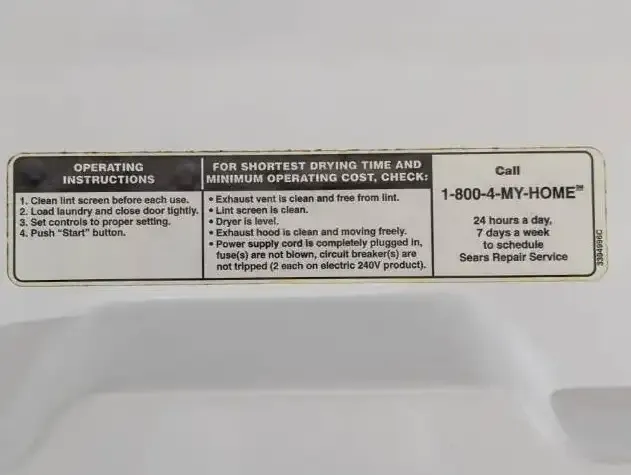 OPERATING
INSTRUCTIONS
1. Clean lint screen before each use.
2. Load laundry and close door tightly.
3. Set controls to proper setting.
4. Push “Start” button.
FOR SHORTEST DRYING TIME AND
MINIMUM OPERATING COST, CHECK:
• Exhaust vent is clean and free from lint.
• Lint screen is clean.
• Dryer is level.
• Exhaust hood is clean and moving freely.
• Power supply cord is completely plugged in,
fuse(s) are not blown, circuit breaker(s) are
not tripped (2 each on electric 240V product).
Call
1-800-4-MY-HOME℠
24 hours a day,
7 days a week
to schedule
Sears Repair Service
3394996C